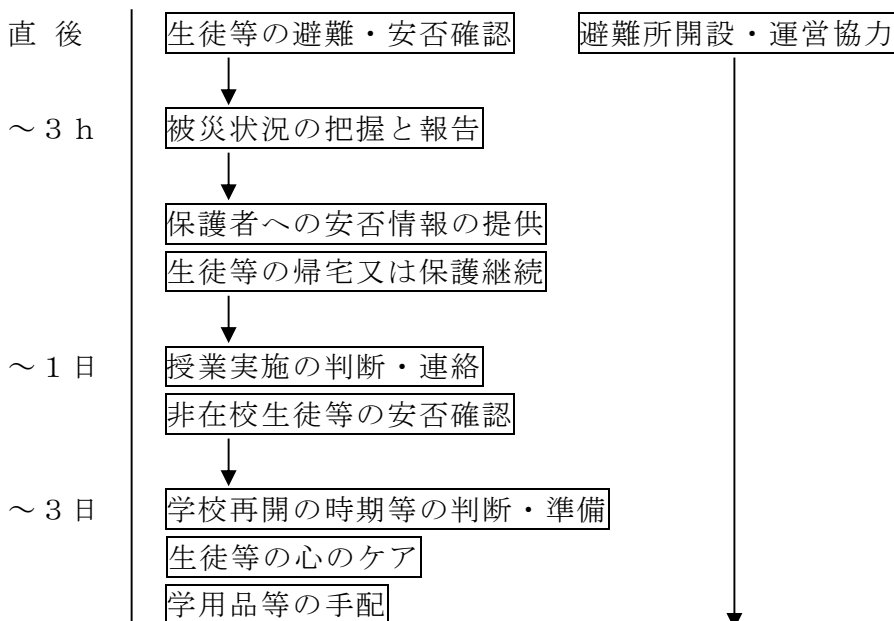 直 後 生徒等の避難・安否確認 避難所開設・運営協力
～３ｈ 被災状況の把握と報告
保護者への安否情報の提供
生徒等の帰宅又は保護継続
～１日 授業実施の判断・連絡
非在校生徒等の安否確認
～３日 学校再開の時期等の判断・準備
生徒等の心のケア
学用品等の手配